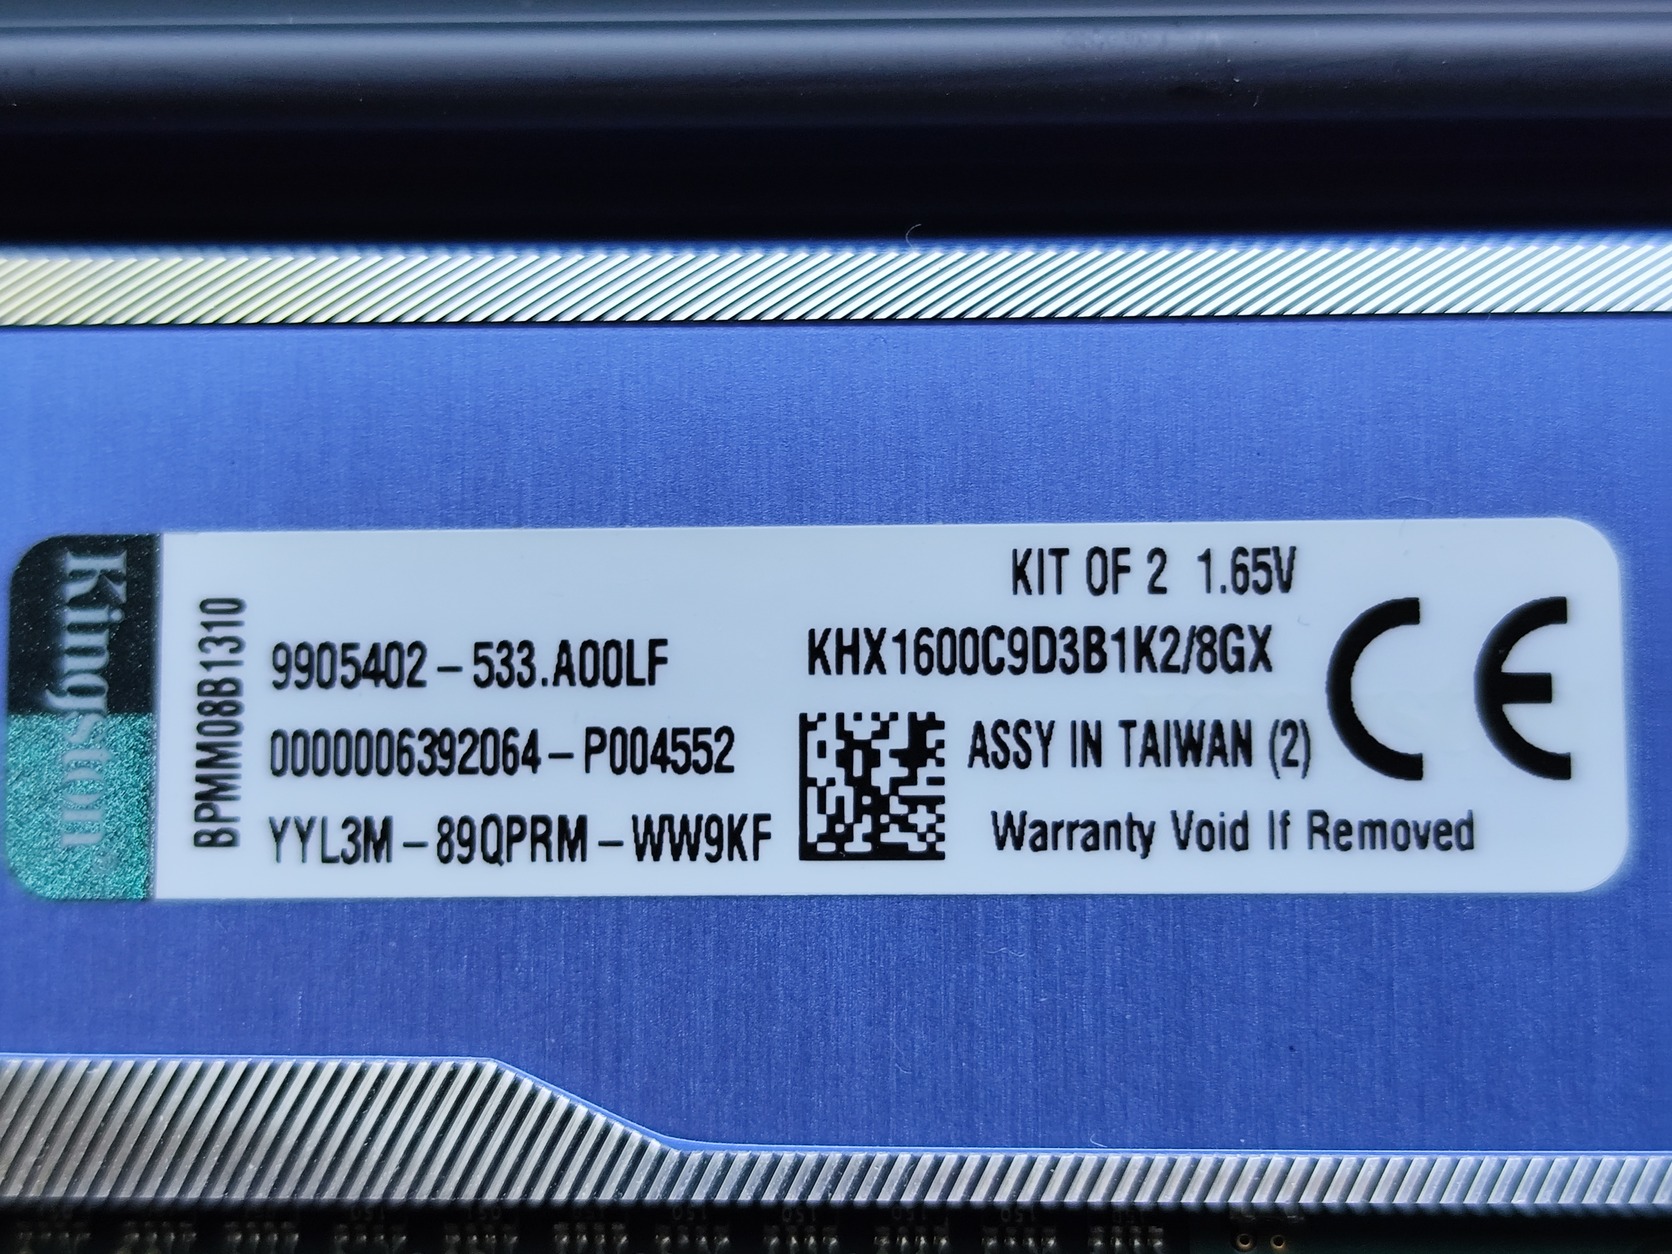 Kingston
BPMM08B1310
9905402-533.A00LF
0000006392064-P004552
YYL3M-89QPRM-WW9KF
KIT OF 2 1.65V
KHX1600C9D3B1K2/8GX
ASSY IN TAIWAN (2)
Warranty Void If Removed
CE